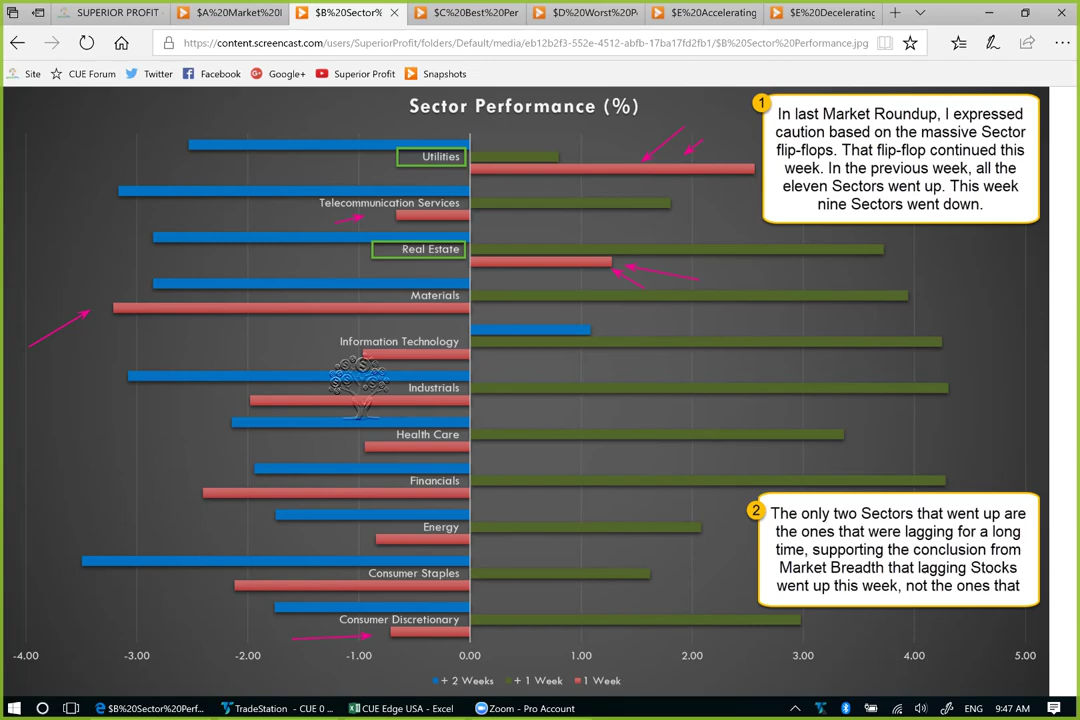 SUPERIOR PROFIT -
$A%20Market%20I
$B%20Sector%
$C%20Best%20Per
$D%20Worst%20P
$E%20Accelerating
$E%20Decelerating
https://content.screencast.com/users/SuperiorProfit/folders/Default/media/eb12b2f3-552e-4512-abfb-17ba17fd2fb1/$B%20Sector%20Performance.jpg
Site CUE Forum Twitter Facebook Google+ Superior Profit Snapshots
Sector Performance (%)
1
In last Market Roundup, I expressed
caution based on the massive Sector
flip-flops. That flip-flop continued this
week. In the previous week, all the
eleven Sectors went up. This week
nine Sectors went down.
Utilities
Telecommunication Services
Real Estate
Materials
Information Technology
Industrials
Health Care
Financials
Energy
Consumer Staples
Consumer Discretionary
2
The only two Sectors that went up are
the ones that were lagging for a long
time, supporting the conclusion from
Market Breadth that lagging Stocks
went up this week, not the ones that
-4.00 -3.00 -2.00 -1.00 0.00 1.00 2.00 3.00 4.00 5.00
+ 2 Weeks + 1 Week 1 Week
$B%20Sector%20Perf... TradeStation - CUE 0 ... CUE Edge USA - Excel Zoom - Pro Account ENG 9:47 AM